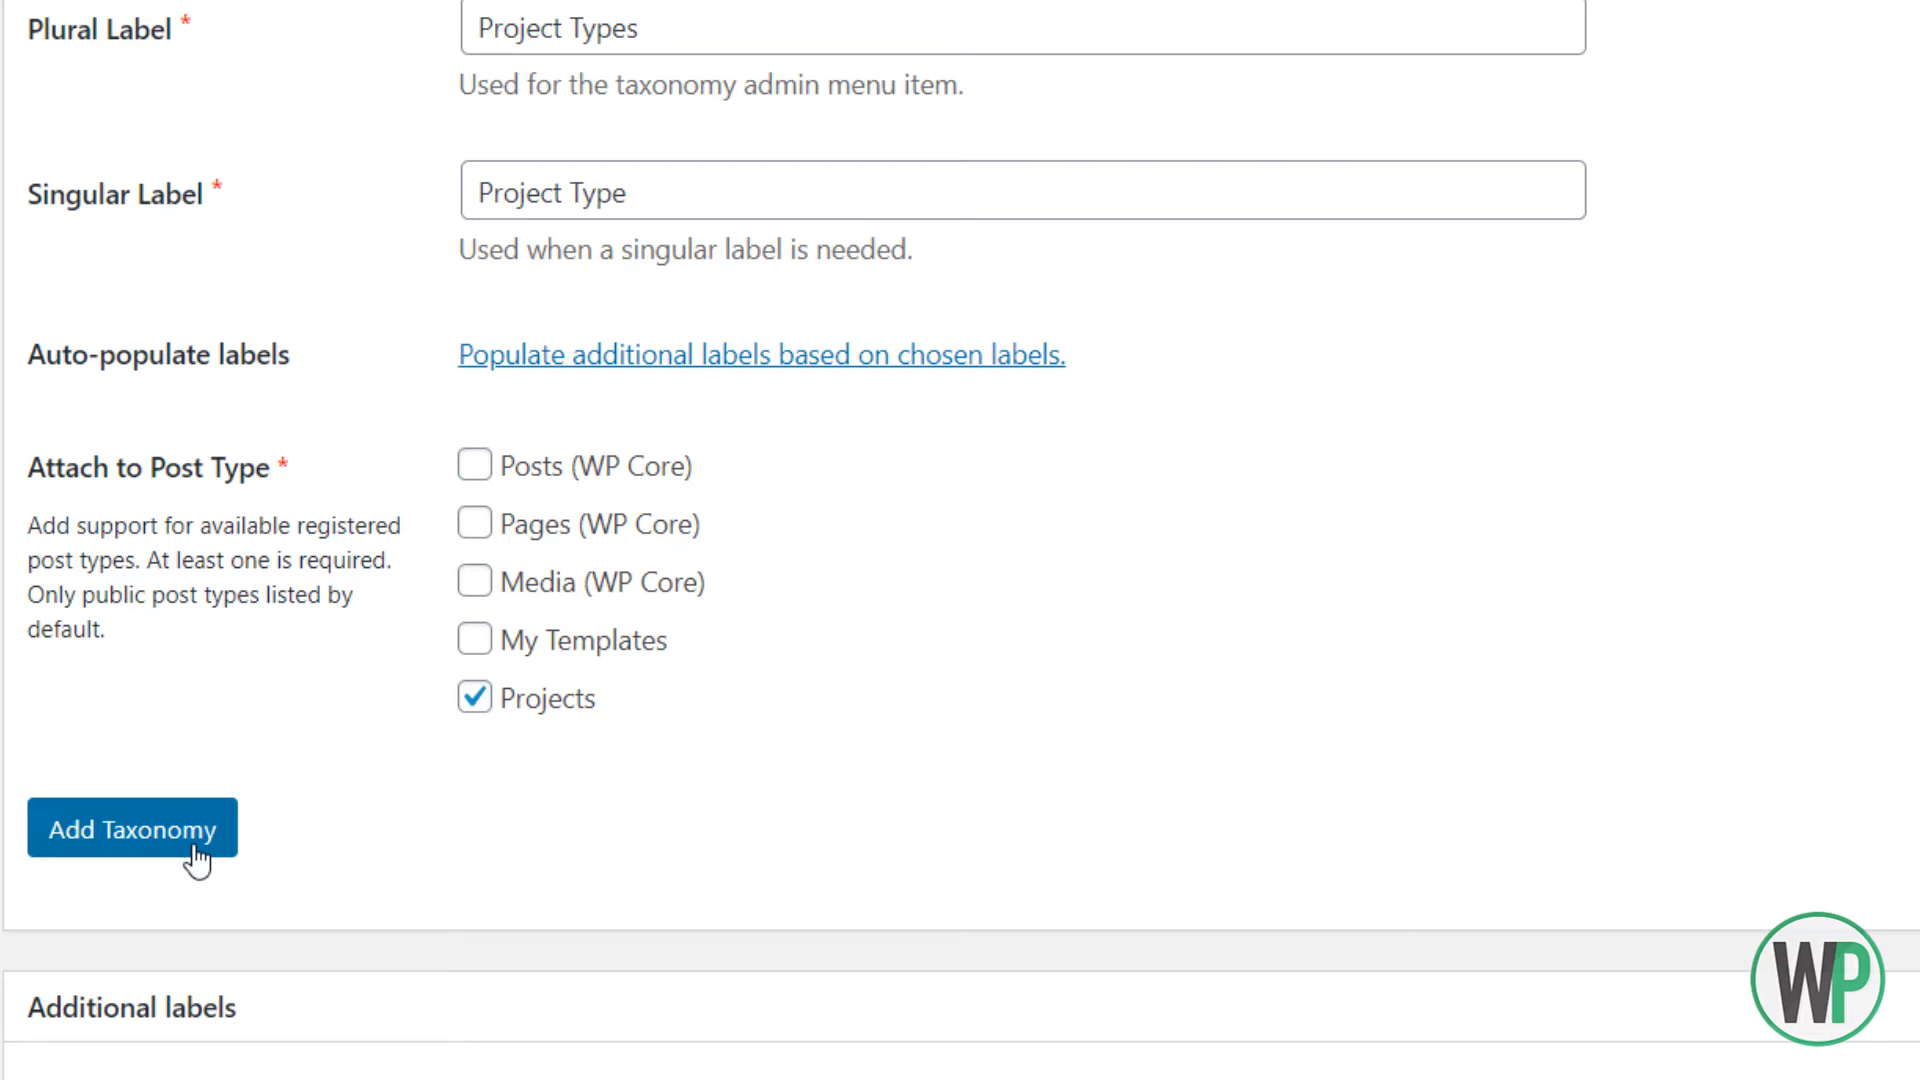 Plural Label *
Project Types
Used for the taxonomy admin menu item.
Singular Label *
Project Type
Used when a singular label is needed.
Auto-populate labels
Populate additional labels based on chosen labels.
Attach to Post Type *
Add support for available registered
post types. At least one is required.
Only public post types listed by
default.
Posts (WP Core)
Pages (WP Core)
Media (WP Core)
My Templates
Projects
Add Taxonomy
Additional labels
WP